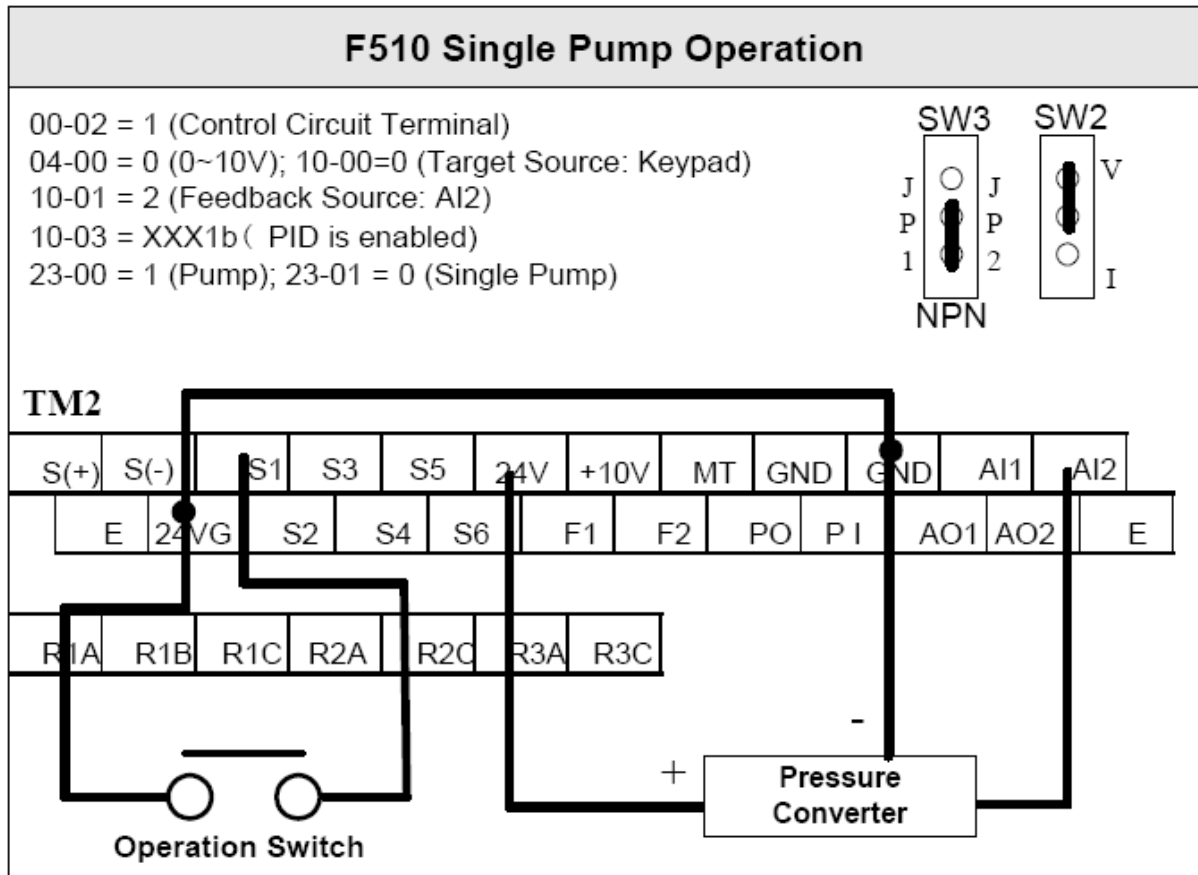 F510 Single Pump Operation
00-02 = 1 (Control Circuit Terminal)
04-00 = 0 (0~10V); 10-00=0 (Target Source: Keypad)
10-01 = 2 (Feedback Source: AI2)
10-03 = XXX1b ( PID is enabled)
23-00 = 1 (Pump); 23-01 = 0 (Single Pump)
SW3 SW2
J J V
P P
1 2 I
NPN
TM2
S(+) S(-) S1 S3 S5 24V +10V MT GND GND AI1 AI2
E 24VG S2 S4 S6 F1 F2 PO P I AO1 AO2 E
R1A R1B R1C R2A R2C R3A R3C
-
+
Pressure
Converter
Operation Switch